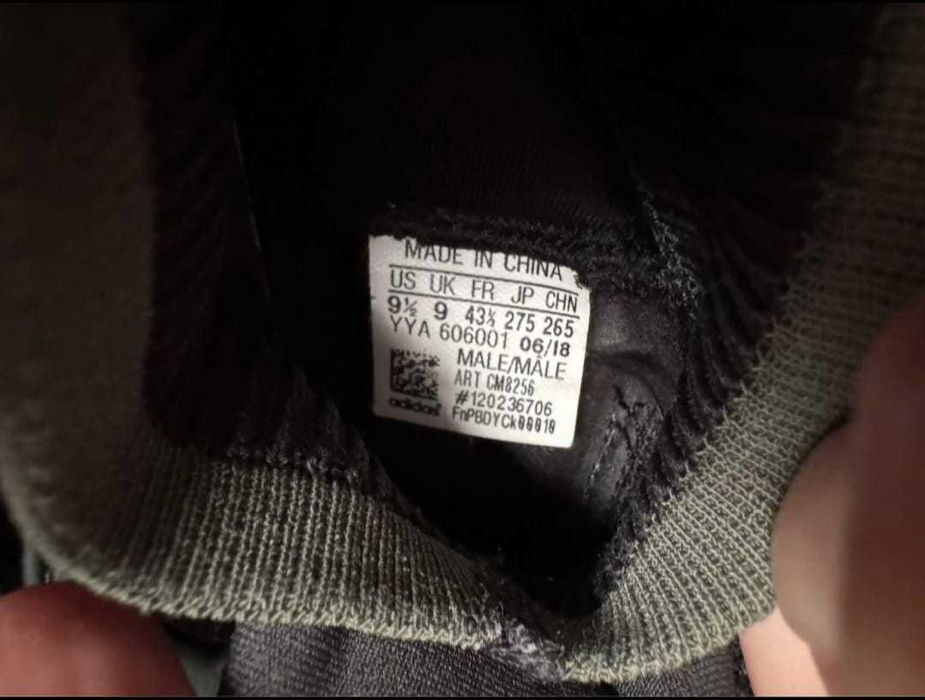 MADE IN CHINA
US UK FR JP CHN
9½ 9 43⅓ 275 265
YYA 606001 06/18
MALE/MÂLE
ART CM8256
#120236706
adidas FnPBDYCk00010